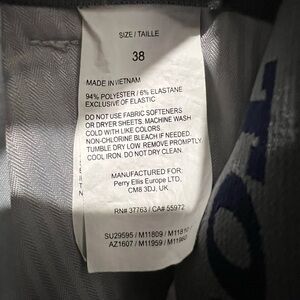 SIZE / TAILLE
38
MADE IN VIETNAM
94% POLYESTER / 6% ELASTANE
EXCLUSIVE OF ELASTIC
DO NOT USE FABRIC SOFTENERS
OR DRYER SHEETS. MACHINE WASH
COLD WITH LIKE COLORS.
NON-CHLORINE BLEACH IF NEEDED.
TUMBLE DRY LOW. REMOVE PROMPTLY.
COOL IRON. DO NOT DRY CLEAN.
MANUFACTURED FOR:
Perry Ellis Europe LTD,
CM8 3DJ, UK
RN# 37763 / CA# 55972
SU29595 / M11809 / M11810 /
AZ1607 / M11959 / M11960